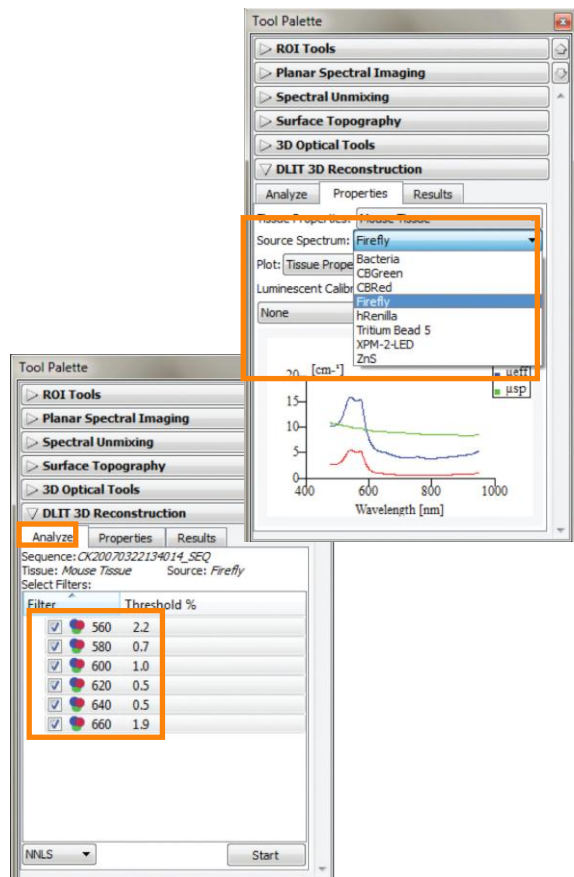 Tool Palette
ROI Tools
Planar Spectral Imaging
Spectral Unmixing
Surface Topography
3D Optical Tools
DLIT 3D Reconstruction
Analyze Properties Results
Tissue Properties: Mouse Tissue
Source Spectrum: Firefly
Bacteria
Plot: Tissue Prope
CBGreen
Luminescent Calibr
CBRed
Firefly
None
hRenilla
Tritium Bead 5
XPM-2-LED
ZnS
20 [cm-¹]
µeff
µsp
15
10
5
0
400 600 800 1000
Wavelength [nm]
Tool Palette
ROI Tools
Planar Spectral Imaging
Spectral Unmixing
Surface Topography
3D Optical Tools
DLIT 3D Reconstruction
Analyze Properties Results
Sequence: CK20070322134014_SEQ
Tissue: Mouse Tissue Source: Firefly
Select Filters:
Filter Threshold %
560 2.2
580 0.7
600 1.0
620 0.5
640 0.5
660 1.9
NNLS Start